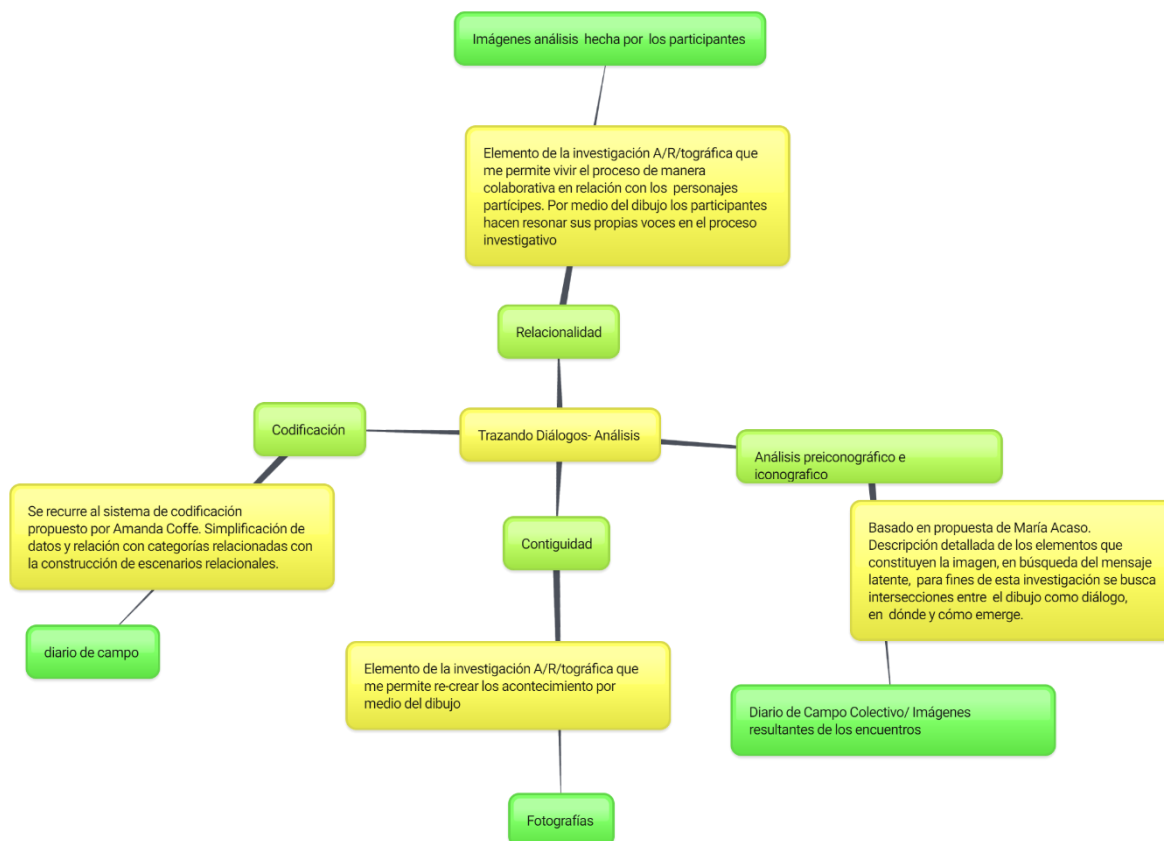 Imágenes análisis hecha por los participantes
Elemento de la investigación A/R/tográfica que
me permite vivir el proceso de manera
colaborativa en relación con los personajes
partícipes. Por medio del dibujo los participantes
hacen resonar sus propias voces en el proceso
investigativo
Relacionalidad
Codificación
Trazando Diálogos- Análisis
Análisis preiconográfico e
iconografico
Se recurre al sistema de codificación
propuesto por Amanda Coffe. Simplificación de
datos y relación con categorías relacionadas con
la construcción de escenarios relacionales.
Contiguidad
Basado en propuesta de María Acaso.
Descripción detallada de los elementos que
constituyen la imagen, en búsqueda del mensaje
latente, para fines de esta investigación se busca
intersecciones entre el dibujo como diálogo,
en dónde y cómo emerge.
diario de campo
Elemento de la investigación A/R/tográfica que
me permite re-crear los acontecimiento por
medio del dibujo
Diario de Campo Colectivo/ Imágenes
resultantes de los encuentros
Fotografías